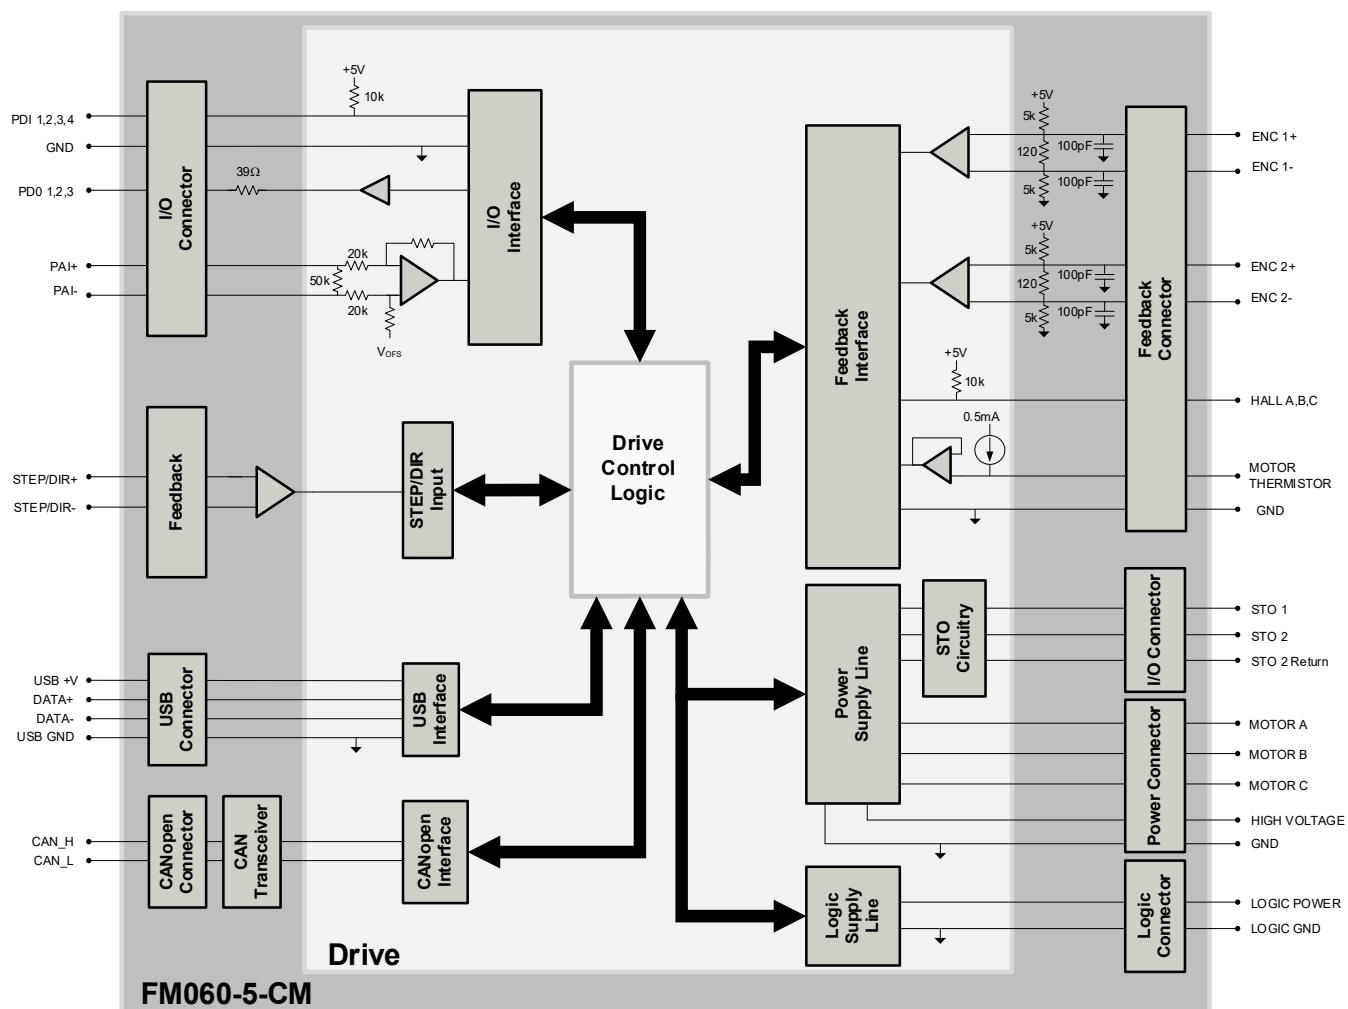 +5V
10k
PDI 1,2,3,4
GND
39Ω
PD0 1,2,3
I/O
Connector
I/O
Interface
PAI+
PAI-
20k
50k
20k
VOFS
+5V
5k
120
5k
100pF
100pF
ENC 1+
ENC 1-
+5V
5k
120
5k
100pF
100pF
ENC 2+
ENC 2-
Feedback
Interface
Feedback
Connector
+5V
10k
HALL A,B,C
0.5mA
MOTOR
THERMISTOR
GND
Drive
Control
Logic
STEP/DIR+
STEP/DIR-
Feedback
STEP/DIR
Input
USB +V
DATA+
DATA-
USB GND
USB
Connector
USB
Interface
CAN_H
CAN_L
CANopen
Connector
CAN
Transceiver
CANopen
Interface
Power
Supply Line
STO
Circuitry
I/O Connector
STO 1
STO 2
STO 2 Return
Power Connector
MOTOR A
MOTOR B
MOTOR C
HIGH VOLTAGE
GND
Logic
Supply
Line
Logic
Connector
LOGIC POWER
LOGIC GND
Drive
FM060-5-CM